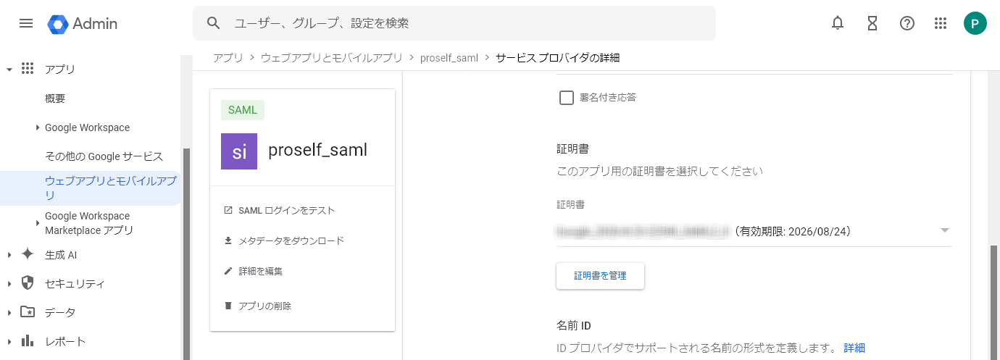 Admin
ユーザー、グループ、設定を検索
P
アプリ
概要
Google Workspace
その他の Google サービス
ウェブアプリとモバイルアプ
リ
Google Workspace
Marketplace アプリ
生成 AI
セキュリティ
データ
レポート
アプリ > ウェブアプリとモバイルアプリ > proself_saml > サービス プロバイダの詳細
SAML
si
proself_saml
SAML ログインをテスト
メタデータをダウンロード
詳細を編集
アプリの削除
署名付き応答
証明書
このアプリ用の証明書を選択してください
証明書
（有効期限: 2026/08/24）
証明書を管理
名前 ID
ID プロバイダでサポートされる名前の形式を定義します。 詳細